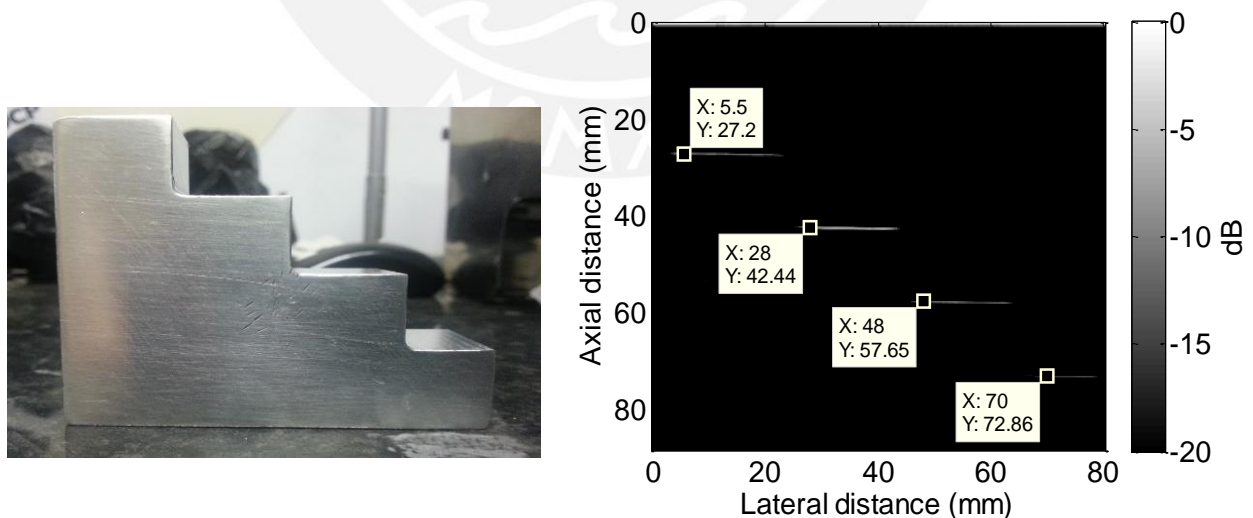 0
20
40
60
80
Axial distance (mm)
X: 5.5
Y: 27.2
X: 28
Y: 42.44
X: 48
Y: 57.65
X: 70
Y: 72.86
0 20 40 60 80
Lateral distance (mm)
0
-5
-10
-15
-20
dB